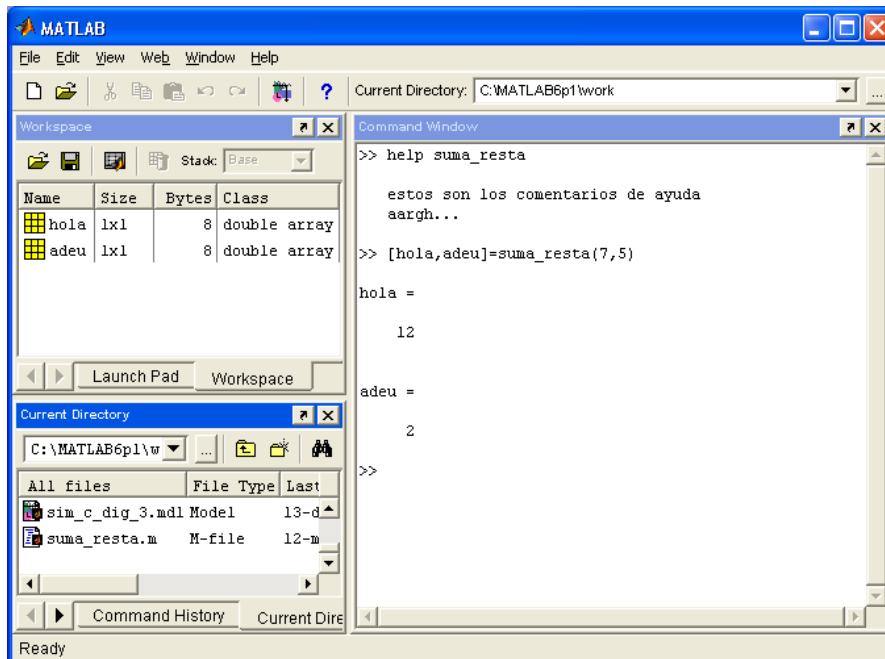 MATLAB
File Edit View Web Window Help
? Current Directory: C:\MATLAB6p1\work ...
Workspace
Stack: Base
Name Size Bytes Class
hola 1x1 8 double array
adeu 1x1 8 double array
Launch Pad Workspace
Current Directory
C:\MATLAB6p1\w ...
All files File Type Last
sim_c_dig_3.mdl Model 13-d
suma_resta.m M-file 12-m
Command History Current Dire
Command Window
>> help suma_resta
estos son los comentarios de ayuda
aargh...
>> [hola,adeu]=suma_resta(7,5)
hola =
12
adeu =
2
>>
Ready